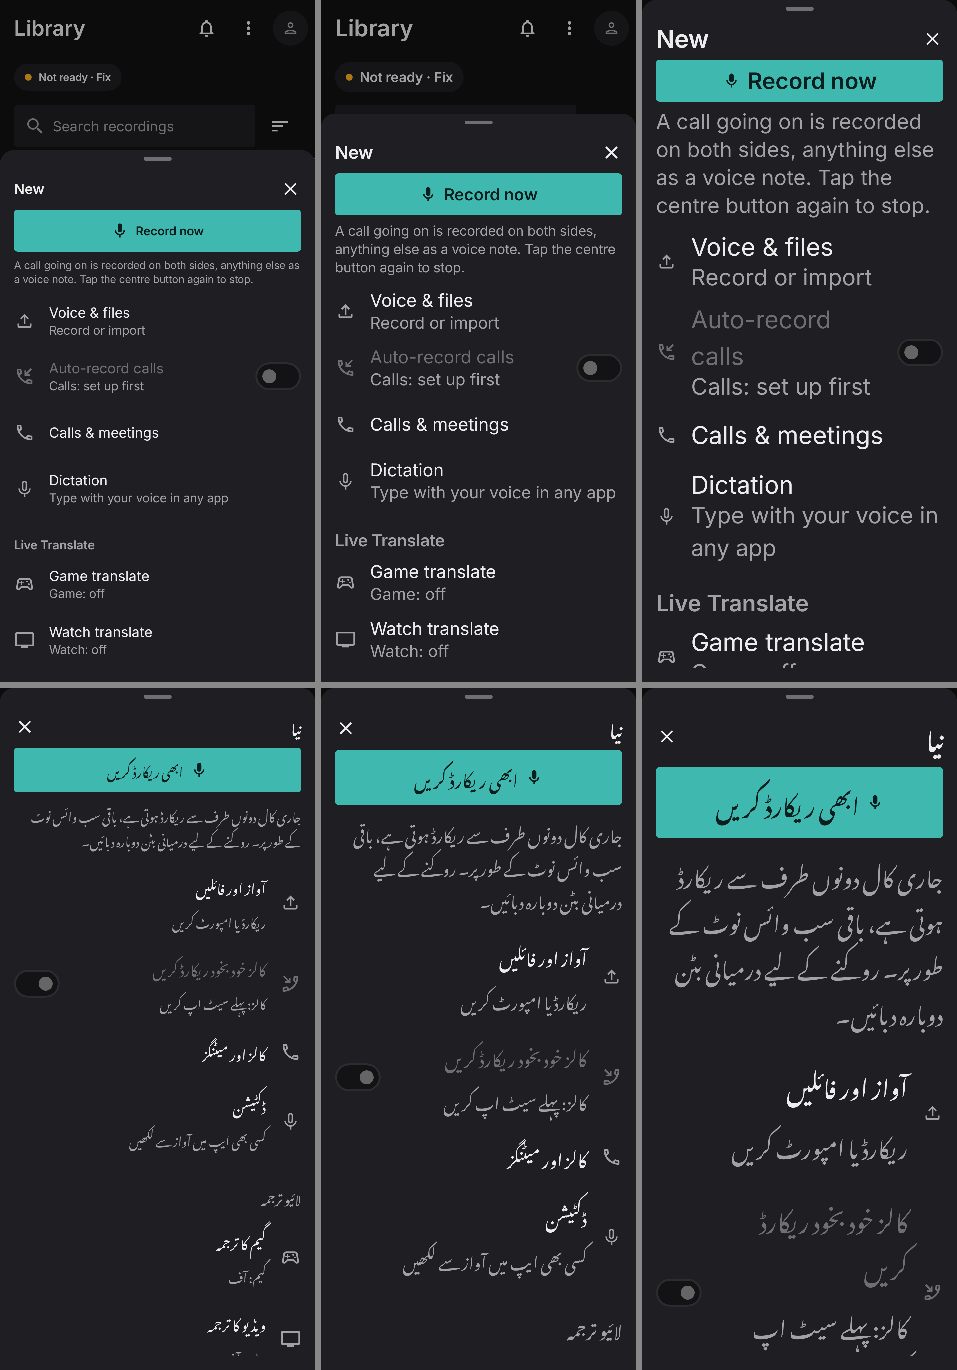 Library
Not ready · Fix
Search recordings
New
Record now
A call going on is recorded on both sides, anything else as
a voice note. Tap the centre button again to stop.
Voice & files
Record or import
Auto-record calls
Calls: set up first
Calls & meetings
Dictation
Type with your voice in any app
Live Translate
Game translate
Game: off
Watch translate
Watch: off
Library
Not ready · Fix
New
Record now
A call going on is recorded on both sides,
anything else as a voice note. Tap the centre
button again to stop.
Voice & files
Record or import
Auto-record calls
Calls: set up first
Calls & meetings
Dictation
Type with your voice in any app
Live Translate
Game translate
Game: off
Watch translate
Watch: off
New
Record now
A call going on is recorded
on both sides, anything else
as a voice note. Tap the
centre button again to stop.
Voice & files
Record or import
Auto-record
calls
Calls: set up first
Calls & meetings
Dictation
Type with your voice in
any app
Live Translate
Game translate
نیا
ابھی ریکارڈ کریں
جاری کال دونوں طرف سے ریکارڈ ہوتی ہے، باقی سب وائس نوٹ
کے طور پر۔ روکنے کے لیے درمیانی بٹن دوبارہ دبائیں۔
آواز اور فائلیں
ریکارڈ یا امپورٹ کریں
کالز خود بخود ریکارڈ کریں
کالز: پہلے سیٹ اپ کریں
کالز اور میٹنگز
ڈکٹیشن
کسی بھی ایپ میں آواز سے لکھیں
لائیو ترجمہ
گیم کا ترجمہ
گیم: آف
ویڈیو کا ترجمہ
نیا
ابھی ریکارڈ کریں
جاری کال دونوں طرف سے ریکارڈ ہوتی ہے، باقی
سب وائس نوٹ کے طور پر۔ روکنے کے لیے
درمیانی بٹن دوبارہ دبائیں۔
آواز اور فائلیں
ریکارڈ یا امپورٹ کریں
کالز خود بخود ریکارڈ کریں
کالز: پہلے سیٹ اپ کریں
کالز اور میٹنگز
ڈکٹیشن
کسی بھی ایپ میں آواز سے لکھیں
لائیو ترجمہ
نیا
ابھی ریکارڈ کریں
جاری کال دونوں طرف سے ریکارڈ
ہوتی ہے، باقی سب وائس نوٹ کے
طور پر۔ روکنے کے لیے درمیانی بٹن
دوبارہ دبائیں۔
آواز اور فائلیں
ریکارڈ یا امپورٹ کریں
کالز خود بخود ریکارڈ
کریں
کالز: پہلے سیٹ اپ